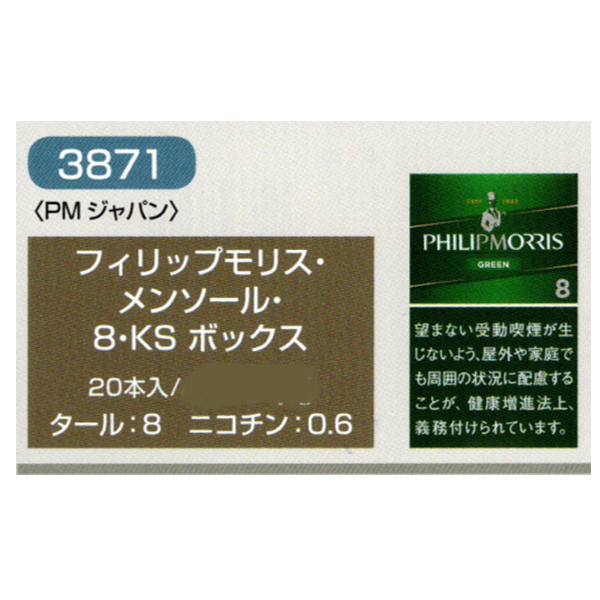 3871
〈PM ジャパン〉
フィリップモリス・
メンソール・
8・KS ボックス
20本入/
タール:8 ニコチン:0.6
PHILIPMORRIS
GREEN
8
望まない受動喫煙が生
じないよう、屋外や家庭で
も周囲の状況に配慮する
ことが、健康増進法上、
義務付けられています。